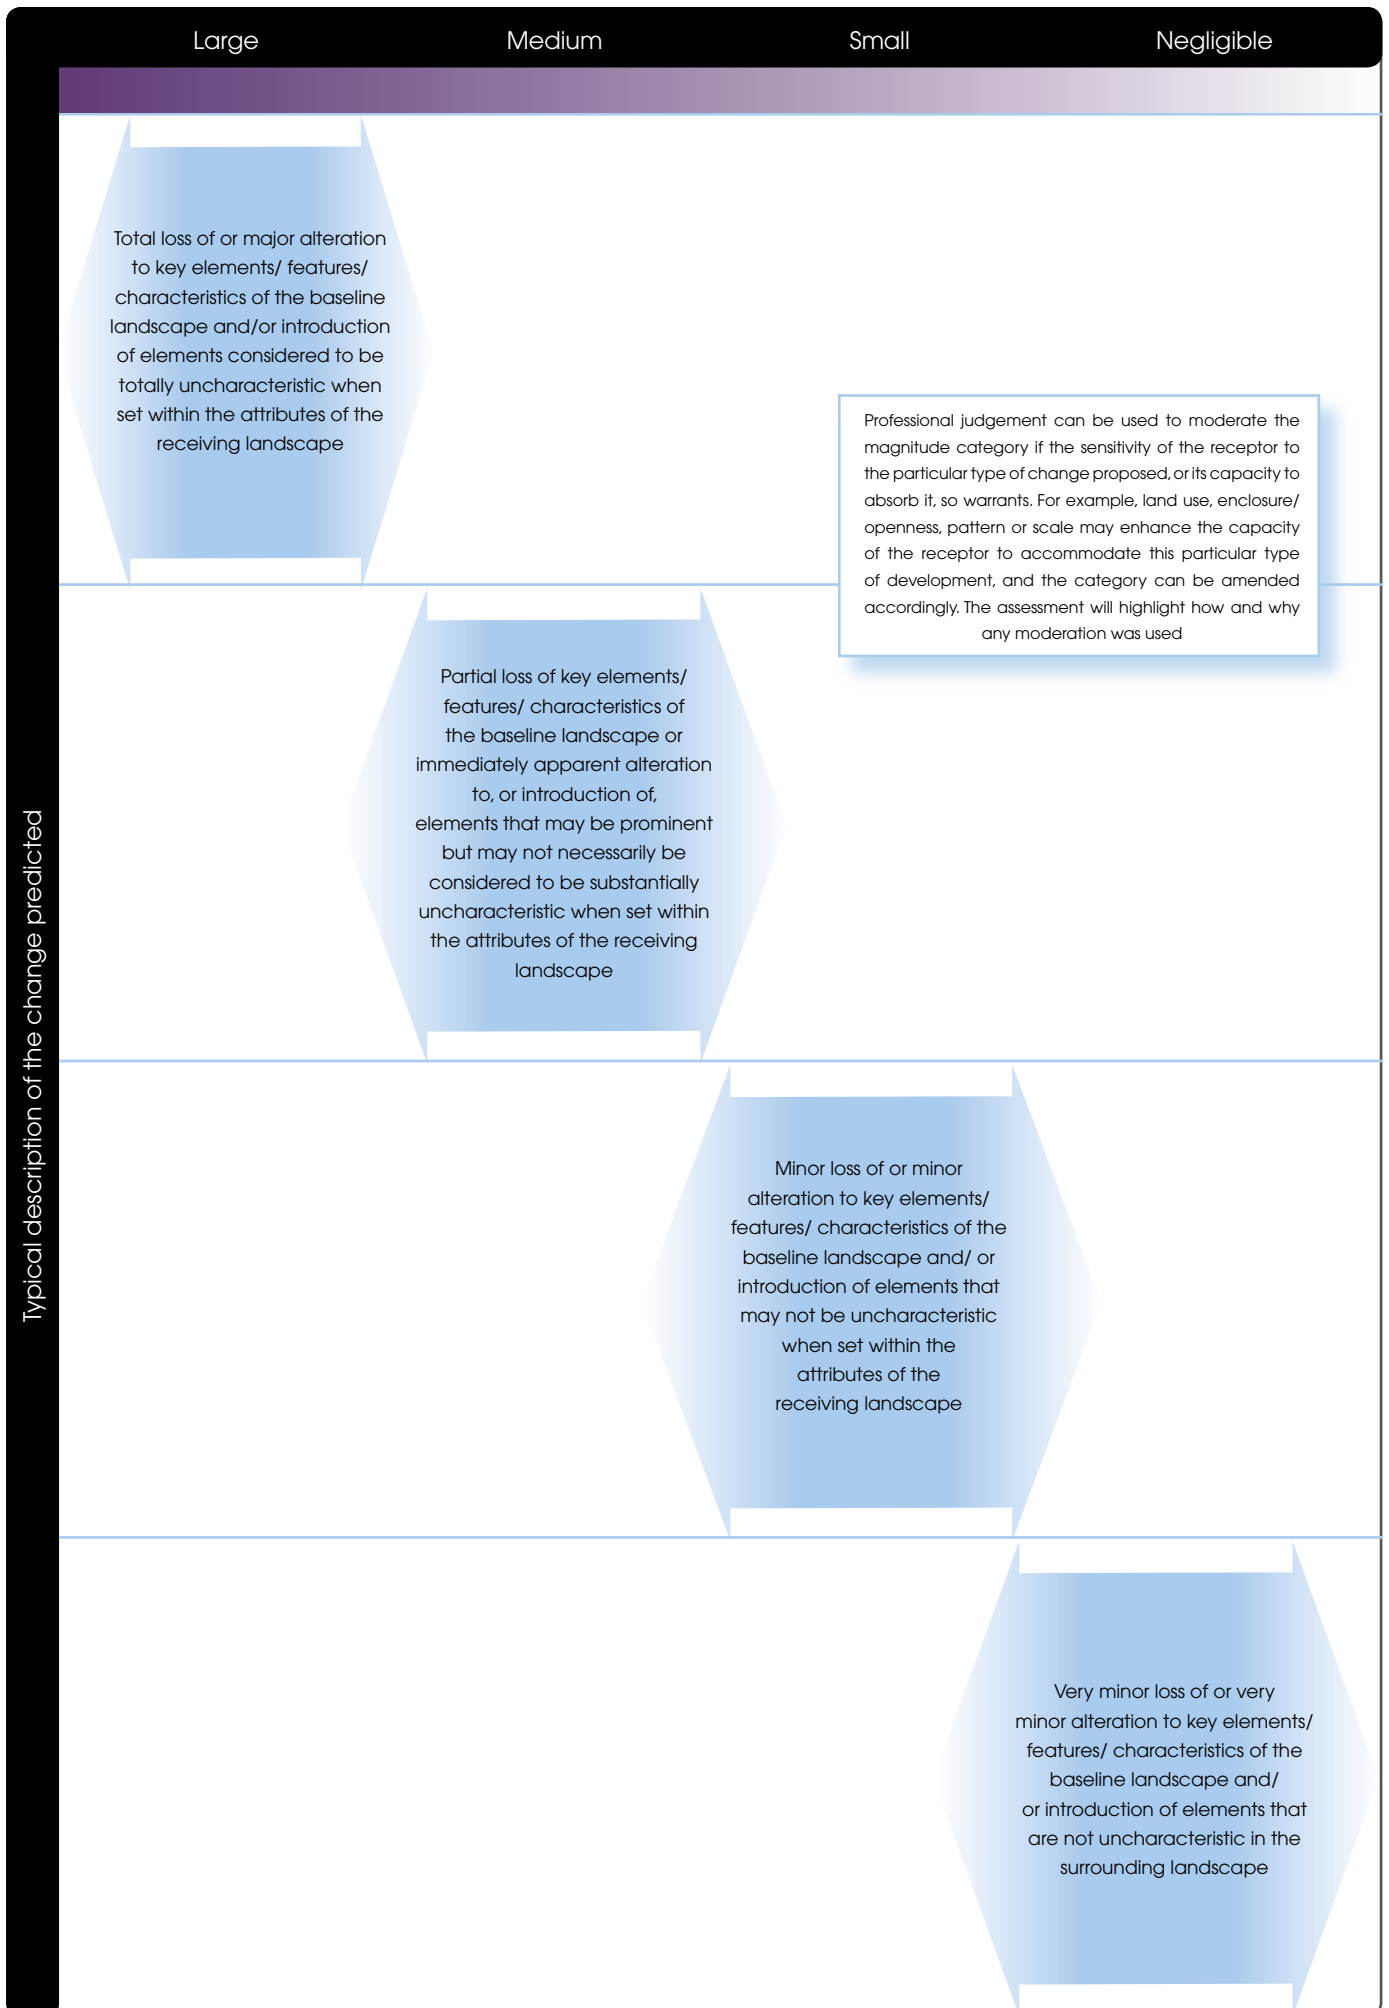 Large Medium Small Negligible
Typical description of the change predicted
Total loss of or major alteration
to key elements/ features/
characteristics of the baseline
landscape and/or introduction
of elements considered to be
totally uncharacteristic when
set within the attributes of the
receiving landscape
Professional judgement can be used to moderate the
magnitude category if the sensitivity of the receptor to
the particular type of change proposed, or its capacity to
absorb it, so warrants. For example, land use, enclosure/
openness, pattern or scale may enhance the capacity
of the receptor to accommodate this particular type
of development, and the category can be amended
accordingly. The assessment will highlight how and why
any moderation was used
Partial loss of key elements/
features/ characteristics of
the baseline landscape or
immediately apparent alteration
to, or introduction of,
elements that may be prominent
but may not necessarily be
considered to be substantially
uncharacteristic when set within
the attributes of the receiving
landscape
Minor loss of or minor
alteration to key elements/
features/ characteristics of the
baseline landscape and/ or
introduction of elements that
may not be uncharacteristic
when set within the
attributes of the
receiving landscape
Very minor loss of or very
minor alteration to key elements/
features/ characteristics of the
baseline landscape and/
or introduction of elements that
are not uncharacteristic in the
surrounding landscape